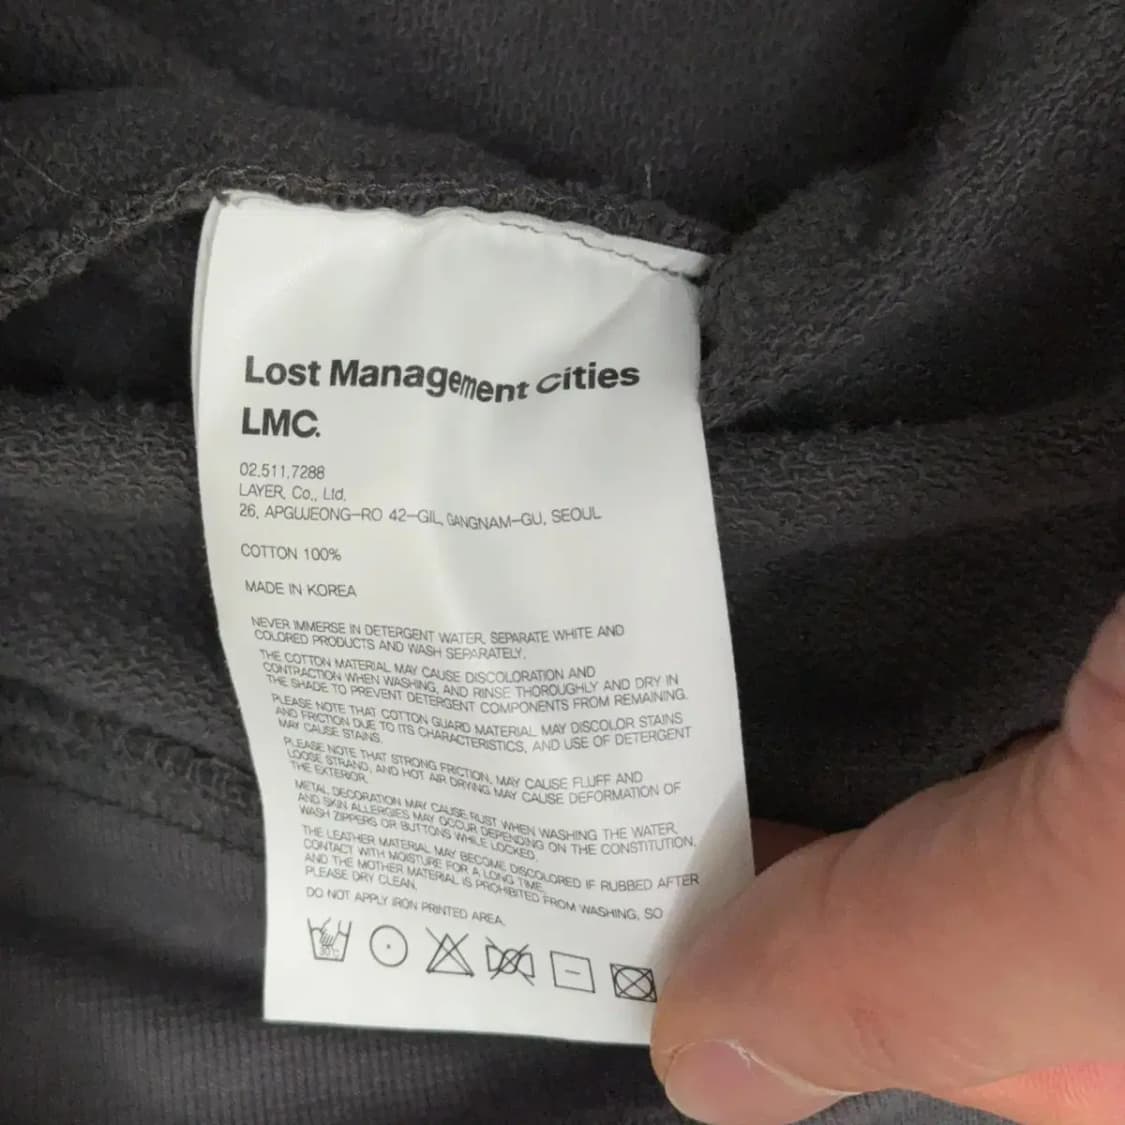 Lost Management Cities
LMC.
02.511.7288
LAYER, Co., Ltd.
26, APGUJEONG-RO 42-GIL, GANGNAM-GU, SEOUL
COTTON 100%
MADE IN KOREA
NEVER IMMERSE IN DETERGENT WATER, SEPARATE WHITE AND
COLORED PRODUCTS AND WASH SEPARATELY.
THE COTTON MATERIAL MAY CAUSE DISCOLORATION AND
CONTRACTION WHEN WASHING, AND RINSE THOROUGHLY AND DRY IN
THE SHADE TO PREVENT DETERGENT COMPONENTS FROM REMAINING.
PLEASE NOTE THAT COTTON GUARD MATERIAL MAY DISCOLOR STAINS
AND FRICTION DUE TO ITS CHARACTERISTICS, AND USE OF DETERGENT
MAY CAUSE STAINS.
PLEASE NOTE THAT STRONG FRICTION, MAY CAUSE FLUFF AND
LOOSE STRAND, AND HOT AIR DRYING MAY CAUSE DEFORMATION OF
THE EXTERIOR.
METAL, DECORATION MAY CAUSE RUST WHEN WASHING THE WATER,
AND SKIN ALLERGIES MAY OCCUR DEPENDING ON THE CONSTITUTION.
WASH ZIPPERS OR BUTTONS WHILE LOCKED.
THE LEATHER MATERIAL MAY BECOME DISCOLORED IF RUBBED AFTER
CONTACT WITH MOISTURE FOR A LONG TIME,
AND THE MOTHER MATERIAL IS PROHIBITED FROM WASHING, SO
PLEASE DRY CLEAN.
DO NOT APPLY IRON PRINTED AREA.
30°C